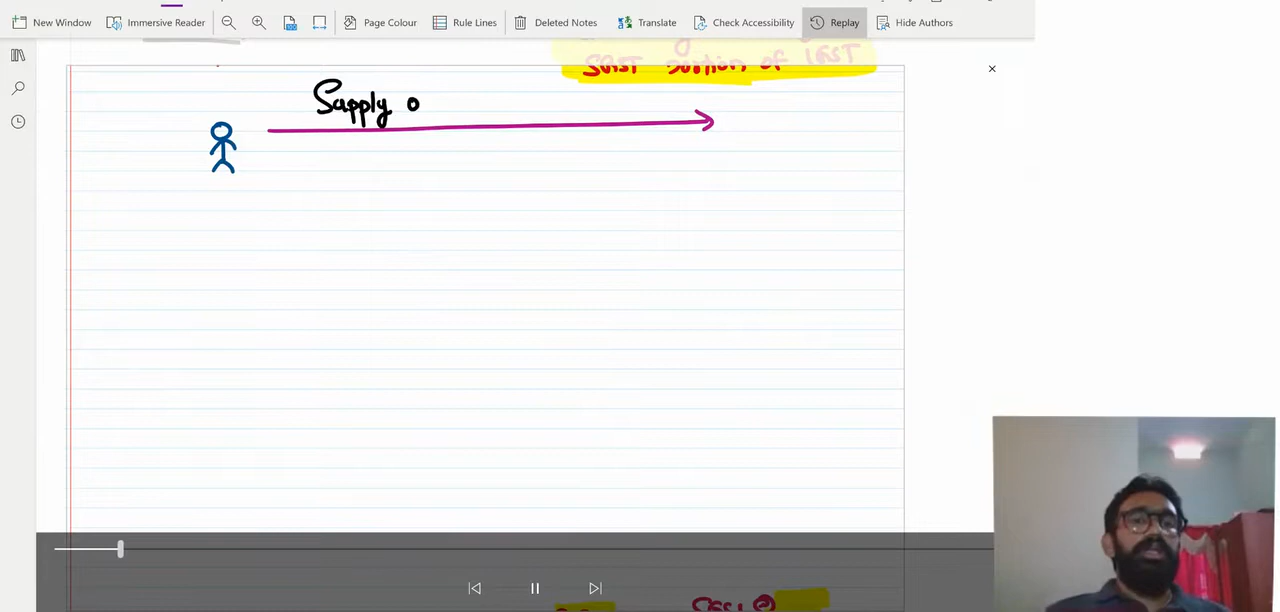 New Window Immersive Reader Page Colour Rule Lines Deleted Notes Translate Check Accessibility Replay Hide Authors
SGST portion of IGST
Supply o